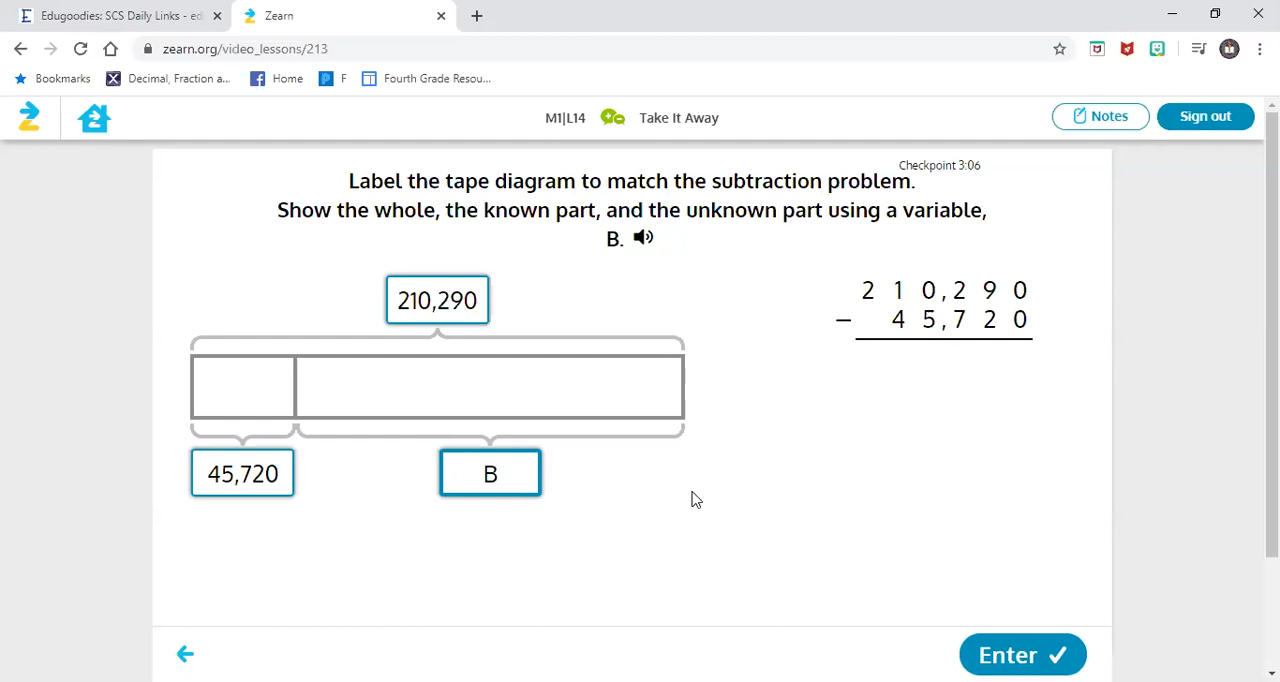 Edugoodies: SCS Daily Links - ed
Zearn
zearn.org/video_lessons/213
Bookmarks
Decimal, Fraction a...
Home
F
Fourth Grade Resou...
M1|L14
Take It Away
Notes
Sign out
Checkpoint 3:06
Label the tape diagram to match the subtraction problem.
Show the whole, the known part, and the unknown part using a variable,
B.
210,290
45,720
B
2 1 0,2 9 0
− 4 5,7 2 0
Enter ✓